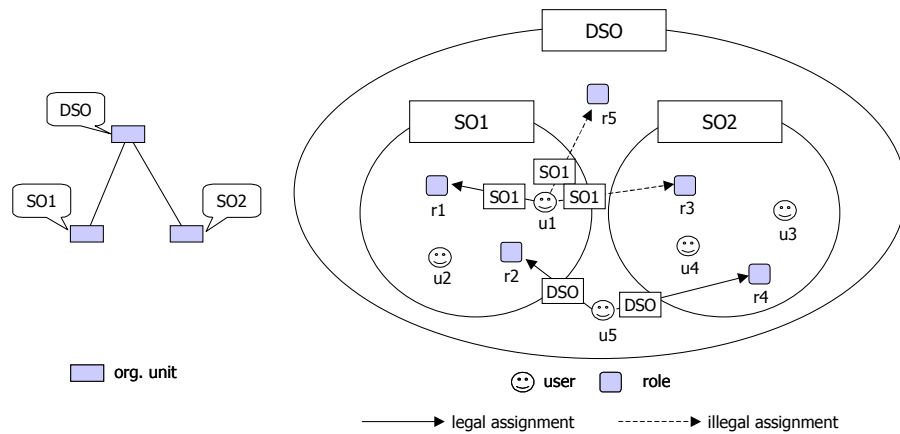 DSO
DSO
SO1
SO2
r5
SO1
SO2
SO1
SO1
SO1
r1
u1
r3
u3
u2
r2
u4
r4
DSO
DSO
u5
org. unit
user
role
legal assignment
illegal assignment